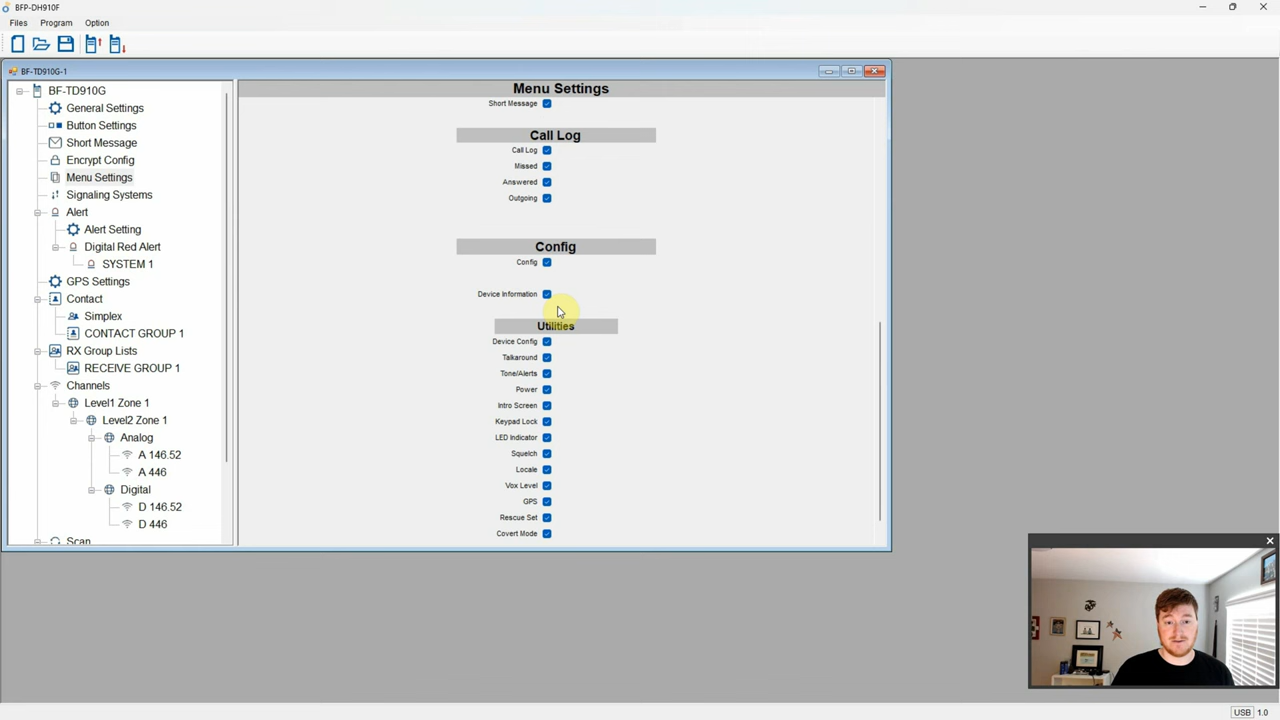 BFP-DH910F
Files Program Option
BF-TD910G-1
BF-TD910G
General Settings
Button Settings
Short Message
Encrypt Config
Menu Settings
Signaling Systems
Alert
Alert Setting
Digital Red Alert
SYSTEM 1
GPS Settings
Contact
Simplex
CONTACT GROUP 1
RX Group Lists
RECEIVE GROUP 1
Channels
Level1 Zone 1
Level2 Zone 1
Analog
A 146.52
A 446
Digital
D 146.52
D 446
Scan
Menu Settings
Short Message
Call Log
Call Log
Missed
Answered
Outgoing
Config
Config
Device Information
Utilities
Device Config
Talkaround
Tone/Alerts
Power
Intro Screen
Keypad Lock
LED Indicator
Squelch
Locale
Vox Level
GPS
Rescue Set
Covert Mode
USB 1.0